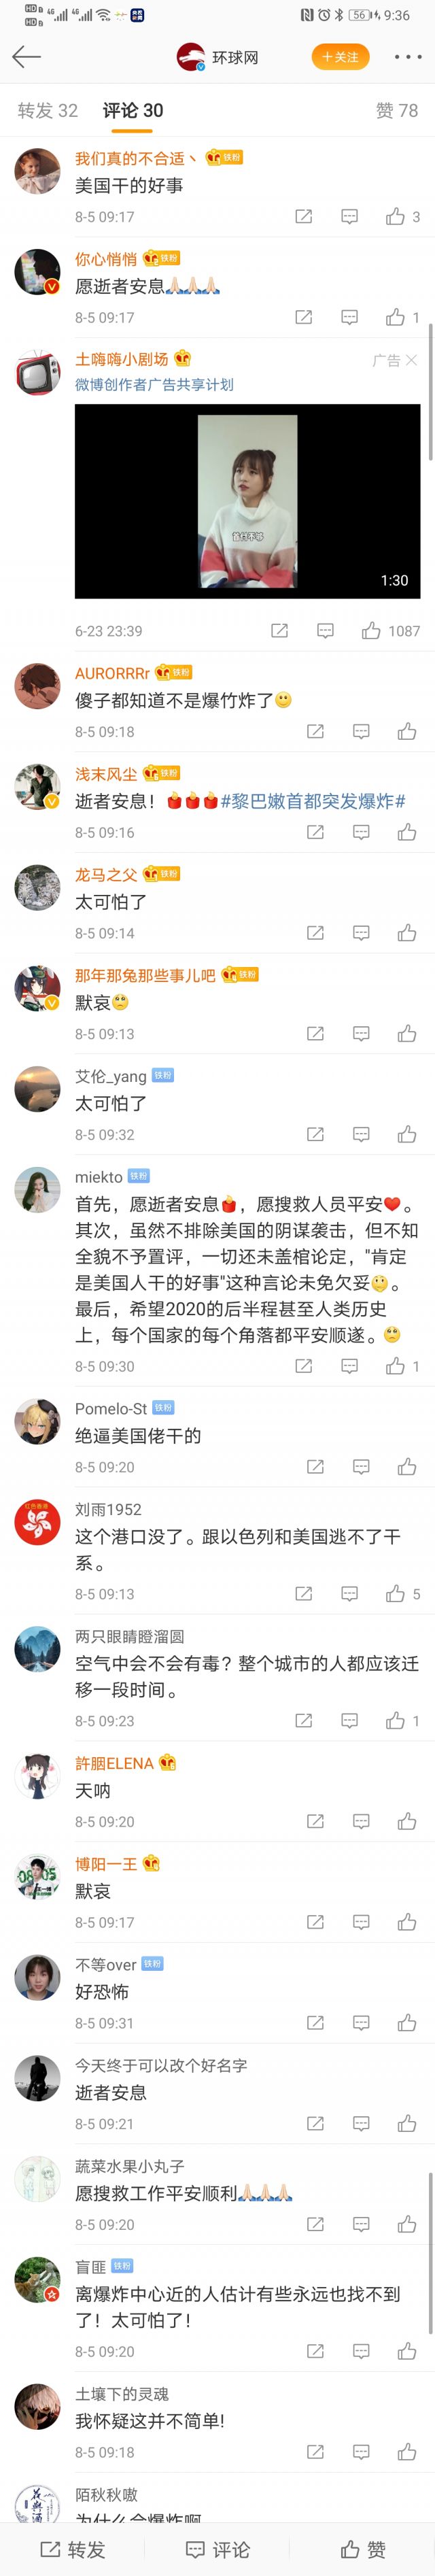 HD 4G 4G 56 9:36
HD
环球网
+关注
转发 32 评论 30 赞 78
我们真的不合适丶 铁粉
美国干的好事
8-5 09:17 3
你心悄悄 铁粉
愿逝者安息🙏🙏🙏
8-5 09:17 1
土嗨嗨小剧场 广告
微博创作者广告共享计划
首付不够
1:30
6-23 23:39 1087
AURORRRr 铁粉
傻子都知道不是爆竹炸了
8-5 09:18
浅末风尘 铁粉
逝者安息！#黎巴嫩首都突发爆炸#
8-5 09:16
龙马之父 铁粉
太可怕了
8-5 09:14
那年那兔那些事儿吧 铁粉
默哀
8-5 09:13
艾伦_yang 铁粉
太可怕了
8-5 09:32
miekto 铁粉
首先，愿逝者安息，愿搜救人员平安❤。
其次，虽然不排除美国的阴谋袭击，但不知
全貌不予置评，一切还未盖棺论定，"肯定
是美国人干的好事"这种言论未免欠妥。
最后，希望2020的后半程甚至人类历史
上，每个国家的每个角落都平安顺遂。
8-5 09:30 1
Pomelo-St 铁粉
绝逼美国佬干的
8-5 09:20
红色香港
刘雨1952
这个港口没了。跟以色列和美国逃不了干
系。
8-5 09:13 5
两只眼睛瞪溜圆
空气中会不会有毒？整个城市的人都应该迁
移一段时间。
8-5 09:23 1
許胭ELENA
天呐
8-5 09:20
博阳一王
默哀
8-5 09:17
不等over 铁粉
好恐怖
8-5 09:31
今天终于可以改个好名字
逝者安息
8-5 09:21
蔬菜水果小丸子
愿搜救工作平安顺利🙏🙏🙏
8-5 09:20
盲匪 铁粉
离爆炸中心近的人估计有些永远也找不到
了！太可怕了！
8-5 09:20
土壤下的灵魂
我怀疑这并不简单!
8-5 09:18
陌秋秋嗷
为什么会爆炸啊
转发 评论 赞